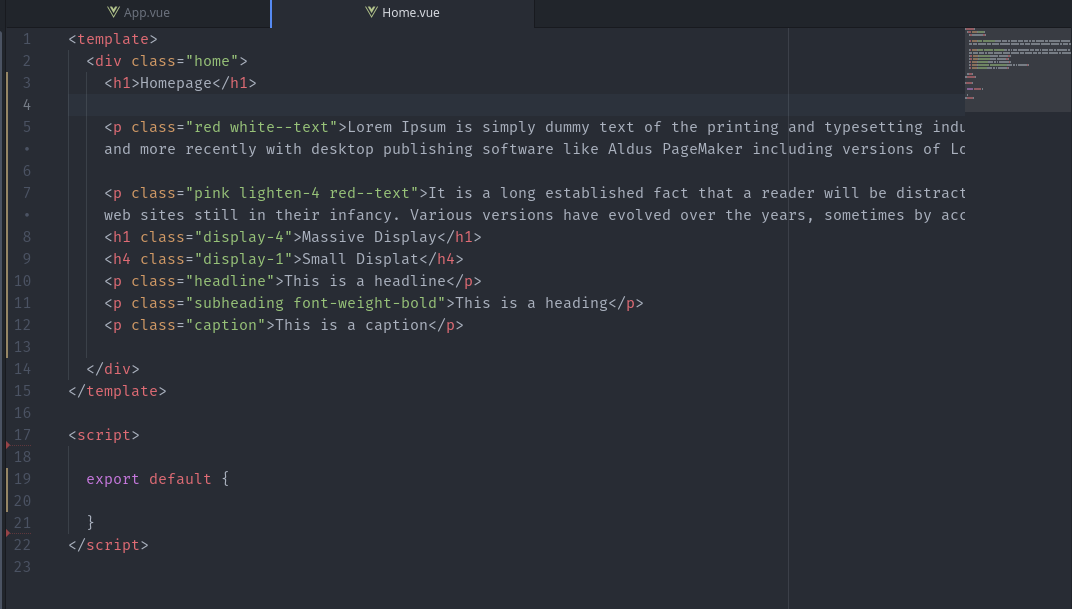 App.vue
Home.vue
1 <template>
2 <div class="home">
3 <h1>Homepage</h1>
4
5 <p class="red white--text">Lorem Ipsum is simply dummy text of the printing and typesetting indu
• and more recently with desktop publishing software like Aldus PageMaker including versions of Lo
6
7 <p class="pink lighten-4 red--text">It is a long established fact that a reader will be distract
• web sites still in their infancy. Various versions have evolved over the years, sometimes by acc
8 <h1 class="display-4">Massive Display</h1>
9 <h4 class="display-1">Small Displat</h4>
10 <p class="headline">This is a headline</p>
11 <p class="subheading font-weight-bold">This is a heading</p>
12 <p class="caption">This is a caption</p>
13
14 </div>
15 </template>
16
17 <script>
18
19 export default {
20
21 }
22 </script>
23